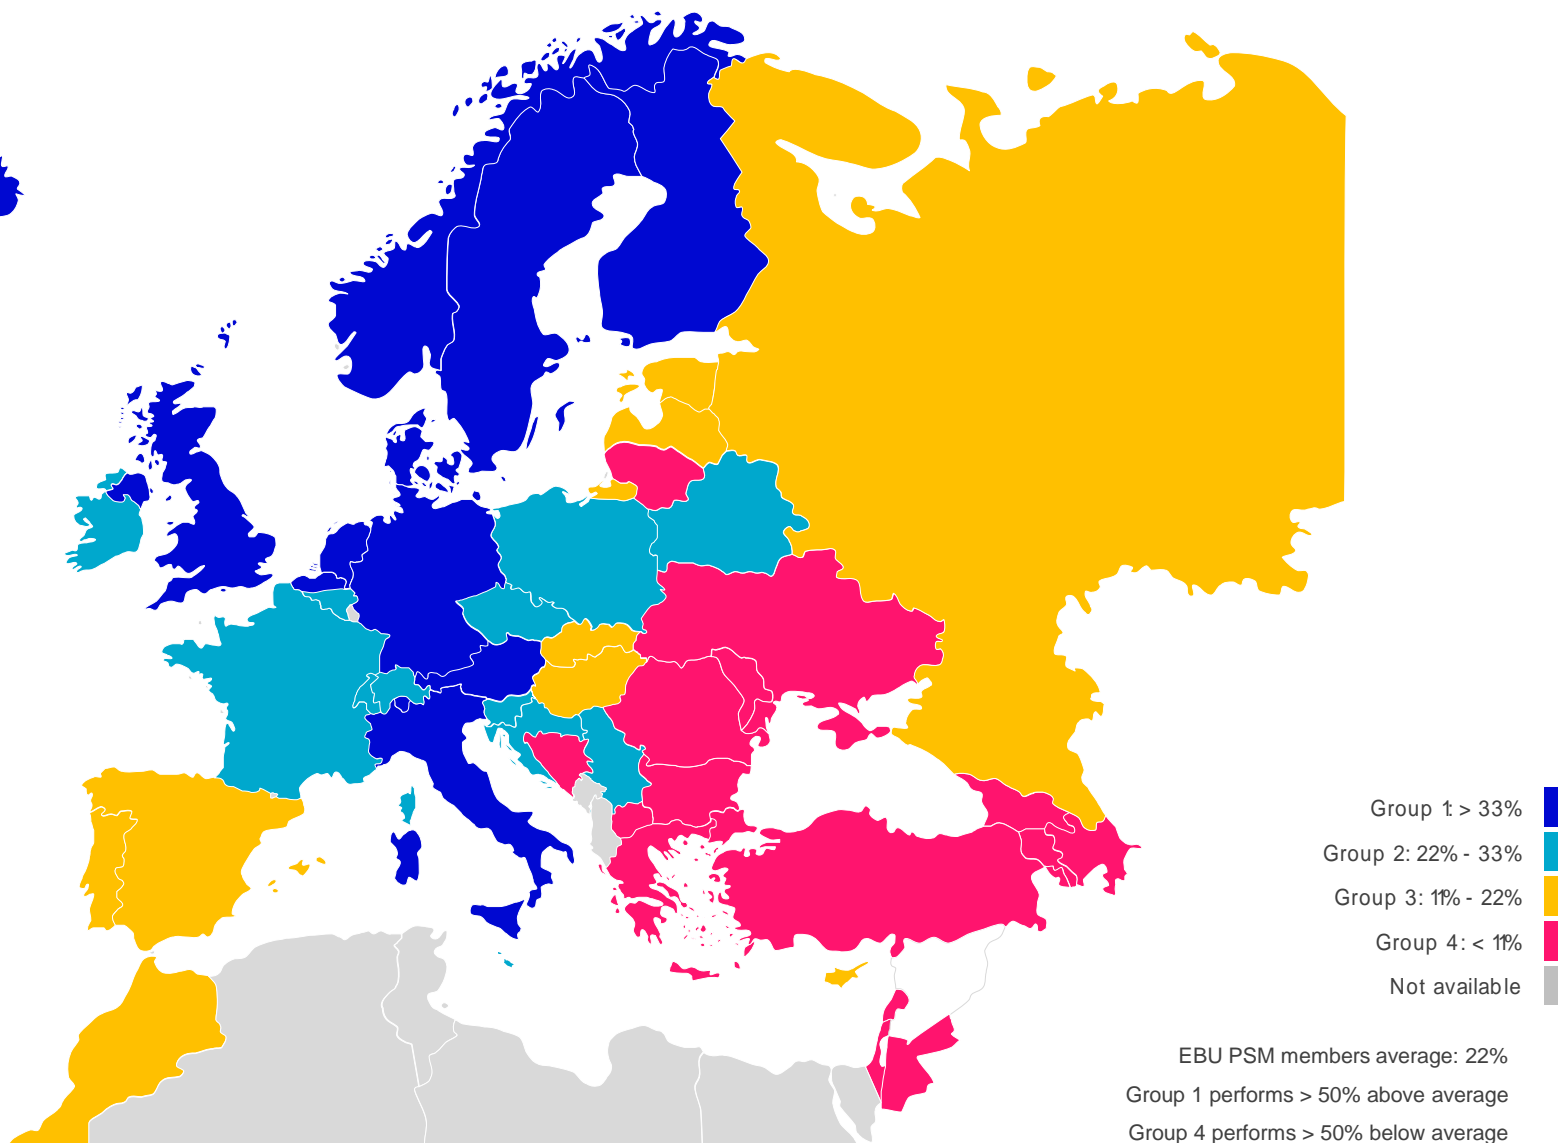 Group 1: > 33%
Group 2: 22% - 33%
Group 3: 11% - 22%
Group 4: < 11%
Not available
EBU PSM members average: 22%
Group 1 performs > 50% above average
Group 4 performs > 50% below average